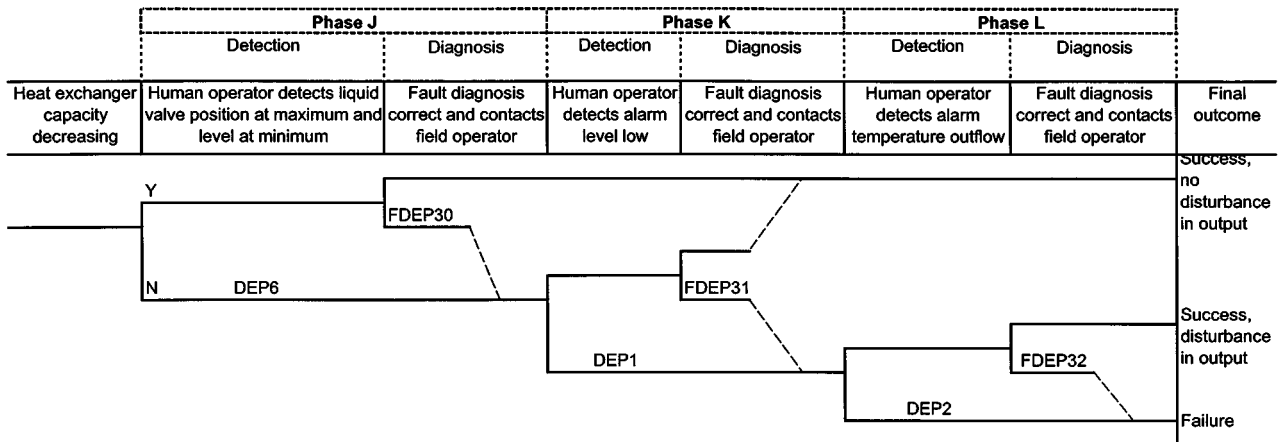 Phase J
Phase K
Phase L
Detection
Diagnosis
Detection
Diagnosis
Detection
Diagnosis
Heat exchanger
capacity
decreasing
Human operator detects liquid
valve position at maximum and
level at minimum
Fault diagnosis
correct and contacts
field operator
Human operator
detects alarm
level low
Fault diagnosis
correct and contacts
field operator
Human operator
detects alarm
temperature outflow
Fault diagnosis
correct and contacts
field operator
Final
outcome
Success,
no
disturbance
in output
Y
FDEP30
N
DEP6
FDEP31
Success,
disturbance
in output
DEP1
FDEP32
DEP2
Failure